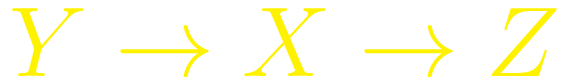 Y → X → Z